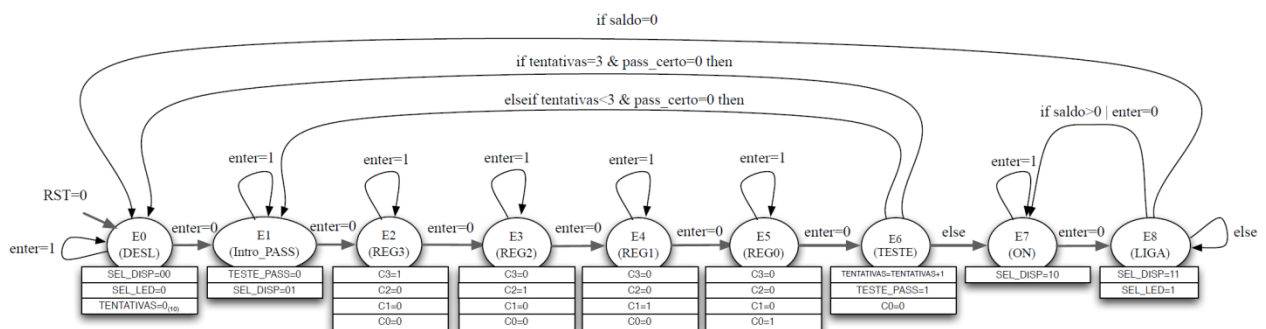 if saldo=0
if tentativas=3 & pass_certo=0 then
elseif tentativas<3 & pass_certo=0 then
if saldo>0 | enter=0
enter=1
enter=1
enter=1
enter=1
enter=1
enter=1
RST=0
enter=1
E0
(DESL)
enter=0
E1
(Intro_PASS)
enter=0
E2
(REG3)
enter=0
E3
(REG2)
enter=0
E4
(REG1)
enter=0
E5
(REG0)
enter=0
E6
(TESTE)
else
E7
(ON)
enter=0
E8
(LIGA)
else
SEL_DISP=00
SEL_LED=0
TENTATIVAS=0(10)
TESTE_PASS=0
SEL_DISP=01
C3=1
C2=0
C1=0
C0=0
C3=0
C2=1
C1=0
C0=0
C3=0
C2=0
C1=1
C0=0
C3=0
C2=0
C1=0
C0=1
TENTATIVAS=TENTATIVAS+1
TESTE_PASS=1
C0=0
SEL_DISP=10
SEL_DISP=11
SEL_LED=1